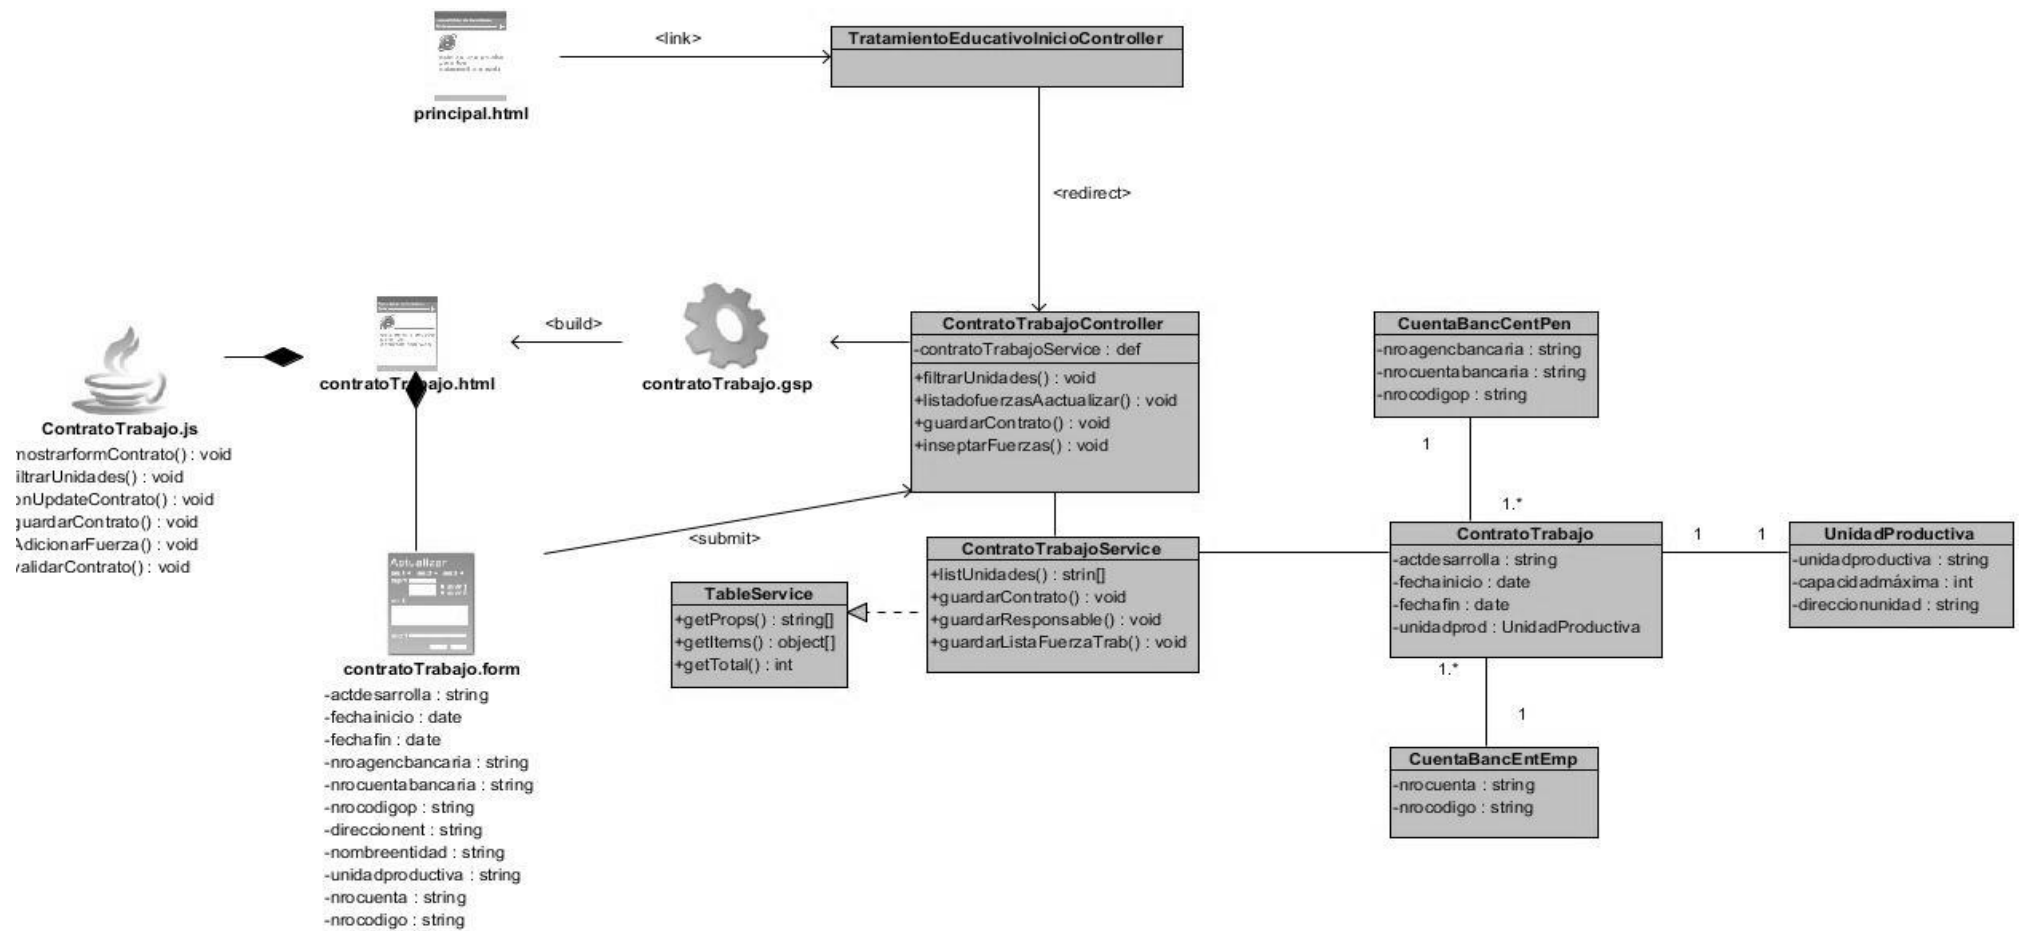 <link>
TratamientoEducativoInicioController
principal.html
<redirect>
<build>
contratoTrabajo.html
contratoTrabajo.gsp
ContratoTrabajoController
-contratoTrabajoService : def
+filtrarUnidades() : void
+listadofuerzasAactualizar() : void
+guardarContrato() : void
+inseptarFuerzas() : void
CuentaBancCentPen
-nroagencbancaria : string
-nrocuentabancaria : string
-nrocodigop : string
ContratoTrabajo.js
mostrarformContrato() : void
iltrarUnidades() : void
onUpdateContrato() : void
guardarContrato() : void
AdicionarFuerza() : void
validarContrato() : void
1
1.*
<submit>
Actualizar
contratoTrabajo.form
-actdesarrolla : string
-fechainicio : date
-fechafin : date
-nroagencbancaria : string
-nrocuentabancaria : string
-nrocodigop : string
-direccionent : string
-nombreentidad : string
-unidadproductiva : string
-nrocuenta : string
-nrocodigo : string
TableService
+getProps() : string[]
+getItems() : object[]
+getTotal() : int
ContratoTrabajoService
+listUnidades() : strin[]
+guardarContrato() : void
+guardarResponsable() : void
+guardarListaFuerzaTrab() : void
ContratoTrabajo
-actdesarrolla : string
-fechainicio : date
-fechafin : date
-unidadprod : UnidadProductiva
1 1
UnidadProductiva
-unidadproductiva : string
-capacidadmáxima : int
-direccionunidad : string
1.*
1
CuentaBancEntEmp
-nrocuenta : string
-nrocodigo : string